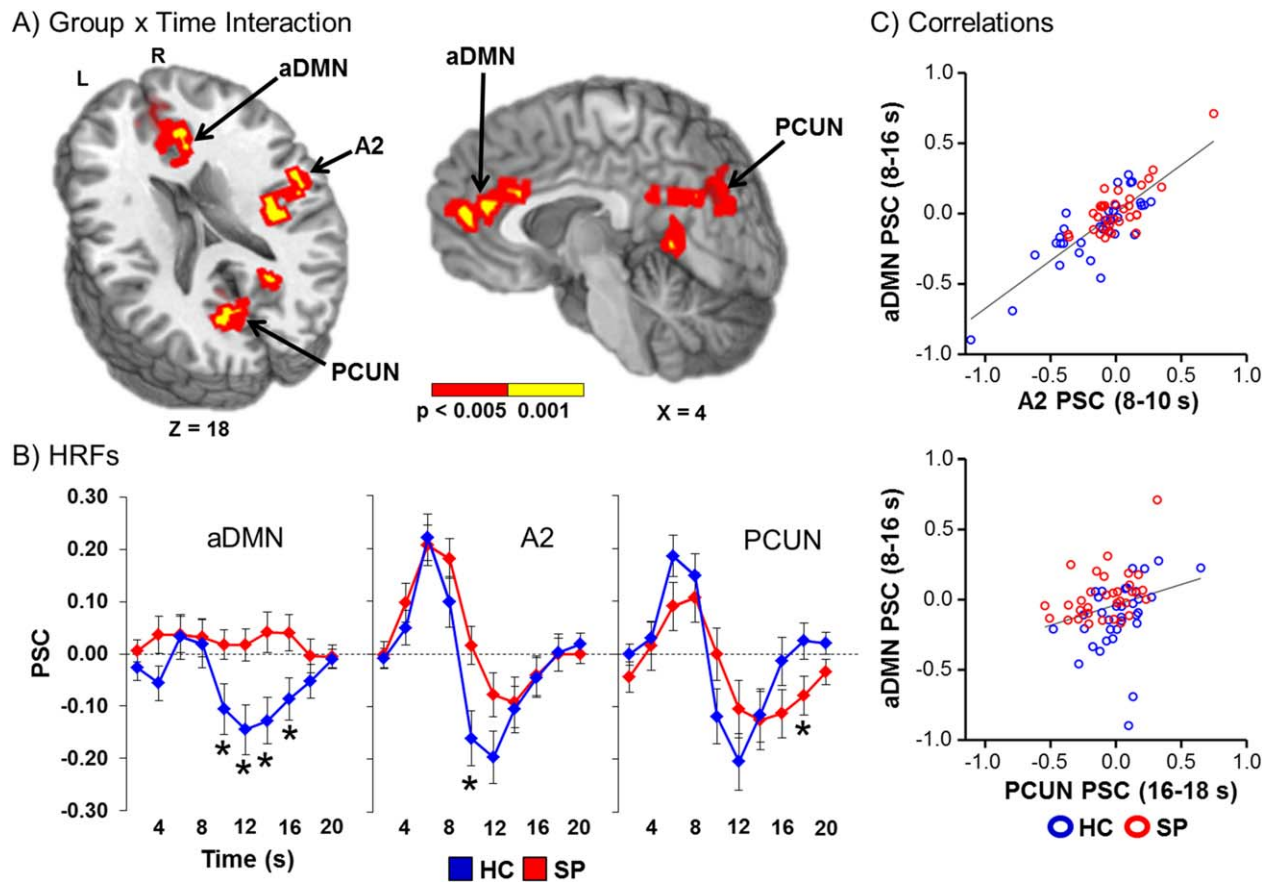 A) Group x Time Interaction
L
R
aDMN
A2
PCUN
Z = 18
aDMN
PCUN
p < 0.005 0.001
X = 4
B) HRFs
PSC
0.30
0.20
0.10
0.00
-0.10
-0.20
-0.30
aDMN
A2
PCUN
* * * *
*
*
4 8 12 16 20
4 8 12 16 20
4 8 12 16 20
Time (s)
HC SP
C) Correlations
aDMN PSC (8-16 s)
1.0
0.5
0.0
-0.5
-1.0
-1.0 -0.5 0.0 0.5 1.0
A2 PSC (8-10 s)
aDMN PSC (8-16 s)
1.0
0.5
0.0
-0.5
-1.0
-1.0 -0.5 0.0 0.5 1.0
PCUN PSC (16-18 s)
HC SP